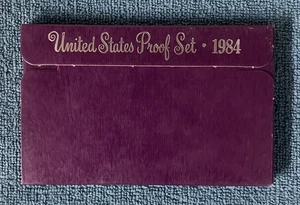 United States Proof Set • 1984